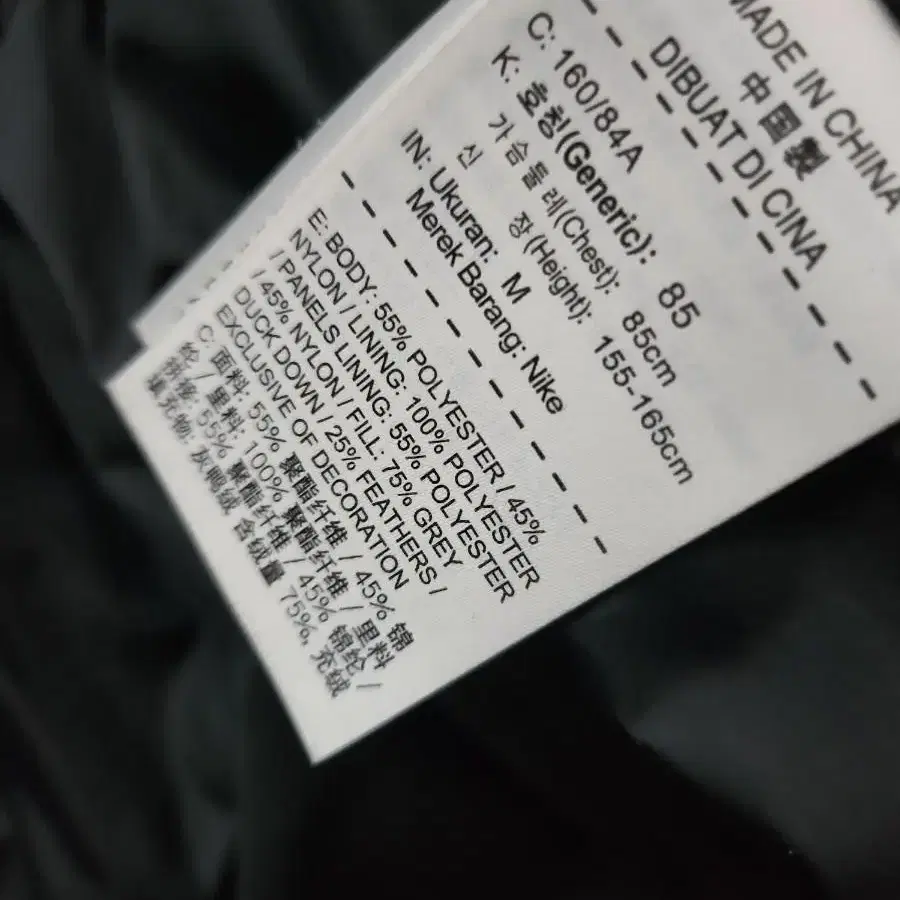 MADE IN CHINA
中国製
DIBUAT DI CINA
C: 160/84A
K: 호칭(Generic): 85
가슴둘레(Chest): 85cm
신 장(Height): 155-165cm
IN: Ukuran: M
Merek Barang: Nike
E: BODY: 55% POLYESTER / 45%
NYLON / LINING: 100% POLYESTER
/ PANELS LINING: 55% POLYESTER
/ 45% NYLON / FILL: 75% GREY
DUCK DOWN / 25% FEATHERS /
EXCLUSIVE OF DECORATION
C: 面料: 55% 聚酯纤维 / 45% 锦
纶 / 里料: 100% 聚酯纤维 / 里料
拼接: 55% 聚酯纤维 / 45% 锦纶 /
填充物: 灰鸭绒 含绒量 75%, 充绒